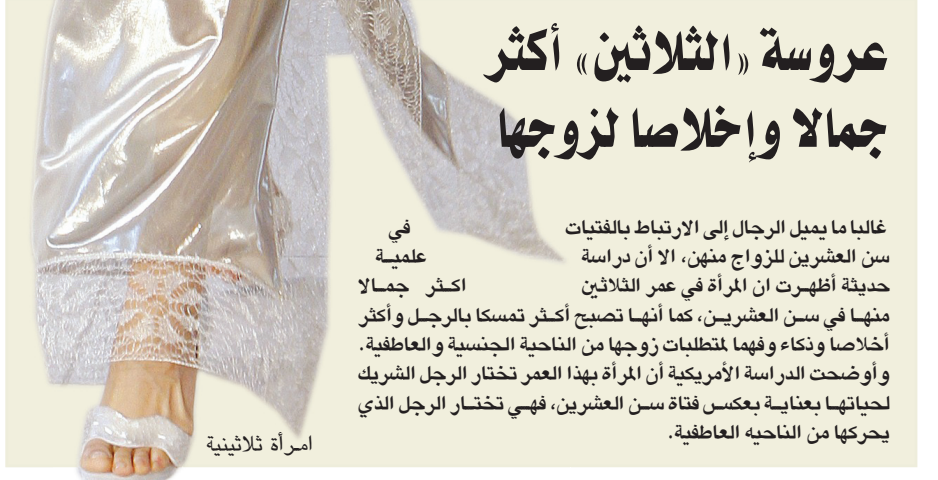 عروسة «الثلاثين» أكثر
جمالا وإخلاصا لزوجها
غالبا ما يميل الرجال إلى الارتباط بالفتيات في
سن العشرين للزواج منهن، الا أن دراسة علمية
حديثة أظهرت ان المرأة في عمر الثلاثين اكثر جمالا
منها في سن العشرين، كما أنها تصبح أكثر تمسكا بالرجل وأكثر
أخلاصا وذكاء وفهما لمتطلبات زوجها من الناحية الجنسية والعاطفية.
وأوضحت الدراسة الأمريكية أن المرأة بهذا العمر تختار الرجل الشريك
لحياتها بعناية بعكس فتاة سن العشرين، فهي تختار الرجل الذي
يحركها من الناحيه العاطفية.
امرأة ثلاثينية